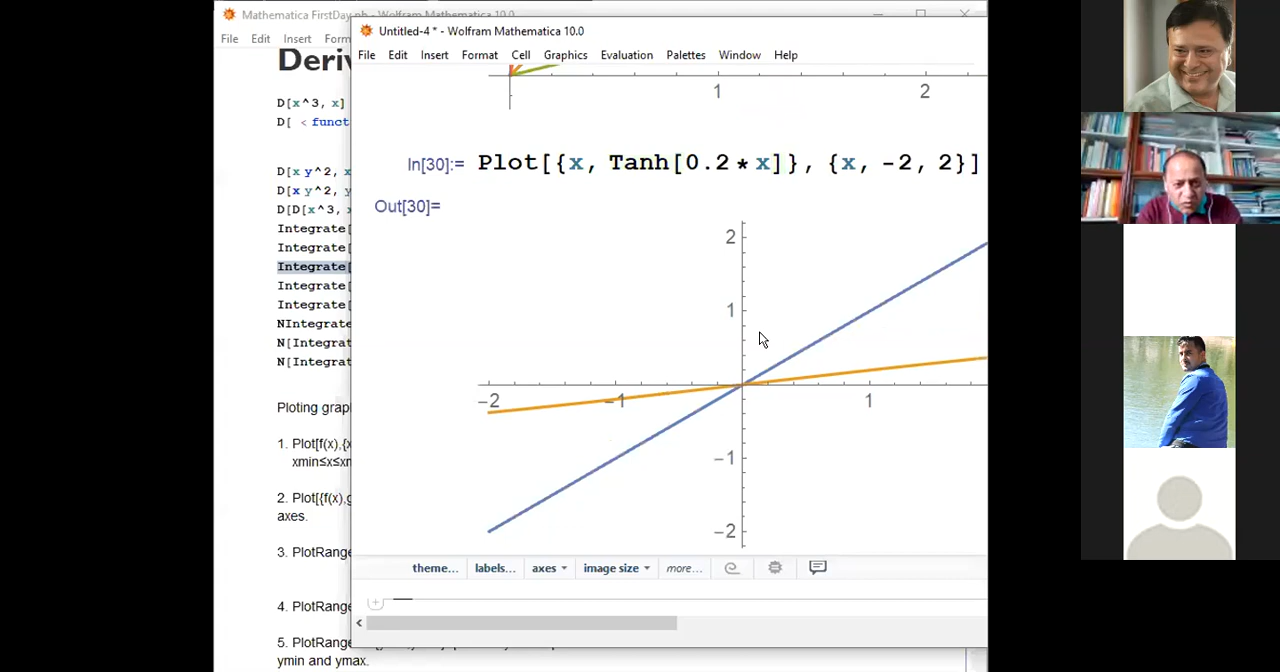 Mathematica FirstDay.nb - Wolfram Mathematica 10.0
File Edit Insert Form
Deriv
D[x^3, x]
D[ < funct
D[x y^2, x
D[x y^2, y
D[D[x^3, x
Integrate[
Integrate[
Integrate[
Integrate[
Integrate[
NIntegrate
N[Integrat
N[Integrat
Ploting grap
1. Plot[f(x),{x
xmin≤x≤xm
2. Plot[{f(x),g
axes.
3. PlotRange
4. PlotRange
5. PlotRange
ymin and ymax.
Untitled-4 * - Wolfram Mathematica 10.0
File Edit Insert Format Cell Graphics Evaluation Palettes Window Help
1 2
In[30]:= Plot[{x, Tanh[0.2 * x]}, {x, -2, 2}]
Out[30]=
2
1
-2 -1 1
-1
-2
theme... labels... axes image size more...